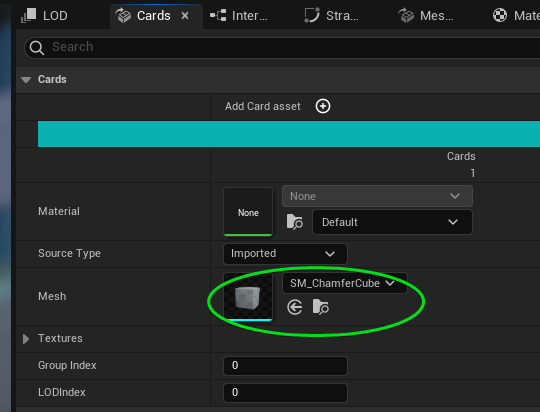 LOD
Cards
Inter...
Stra...
Mes...
Mate
Search
Cards
Add Card asset
Cards
1
Material
None
None
Default
Source Type
Imported
Mesh
SM_ChamferCube
Textures
Group Index
0
LODIndex
0